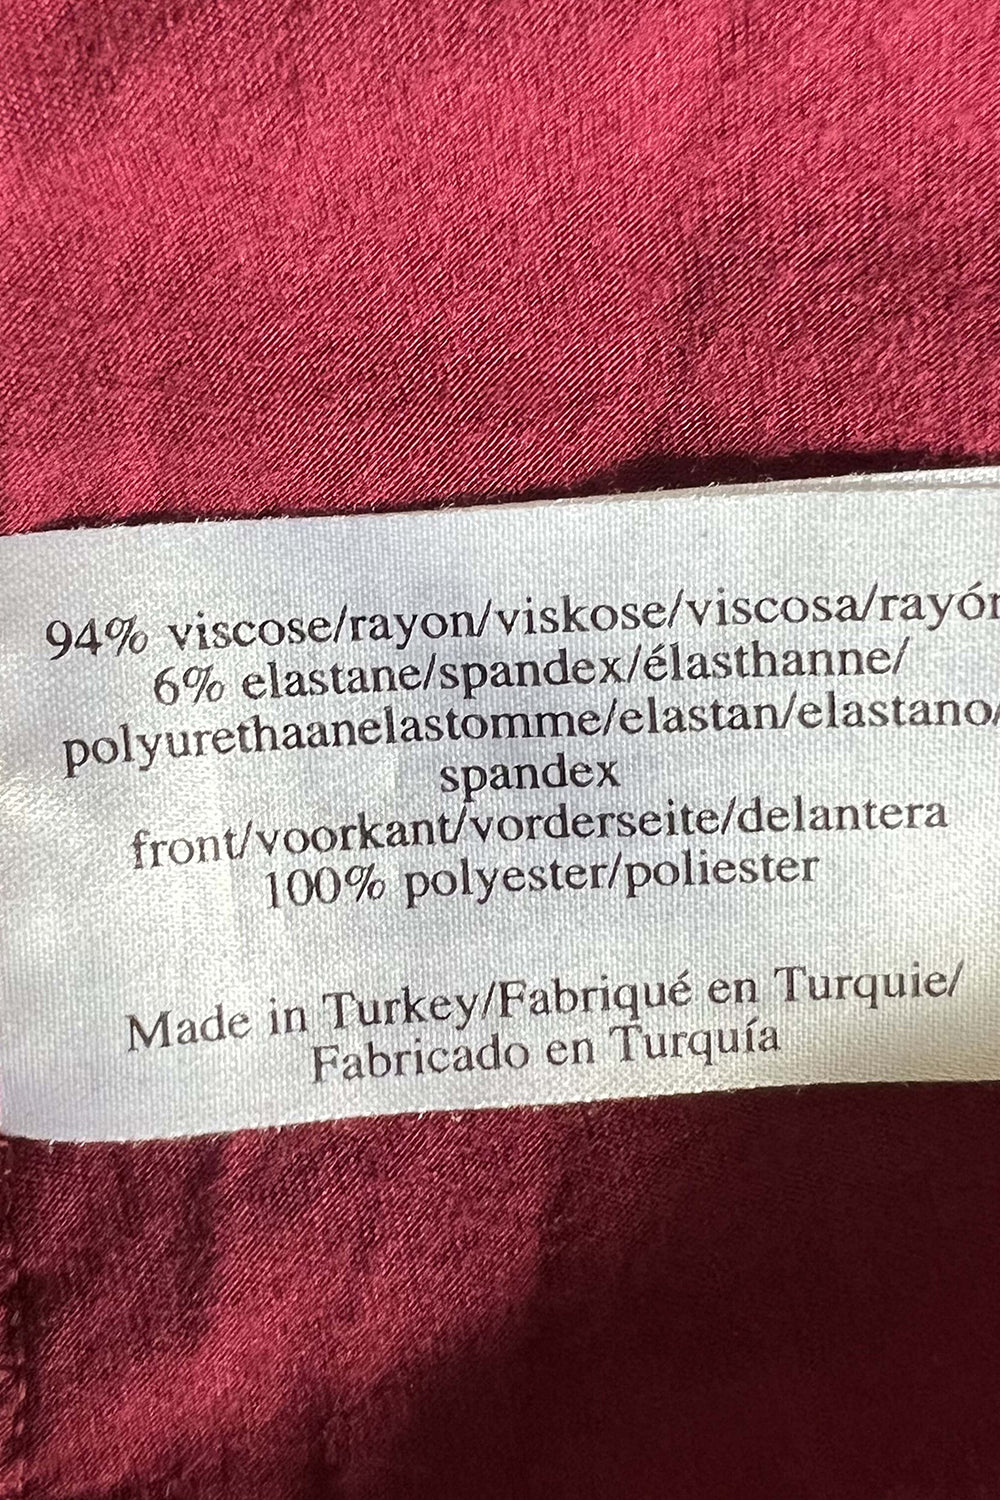 94% viscose/rayon/viskose/viscosa/rayón
6% elastane/spandex/élasthanne/
polyurethaanelastomme/elastan/elastano/
spandex
front/voorkant/vorderseite/delantera
100% polyester/poliester
Made in Turkey/Fabriqué en Turquie/
Fabricado en Turquía